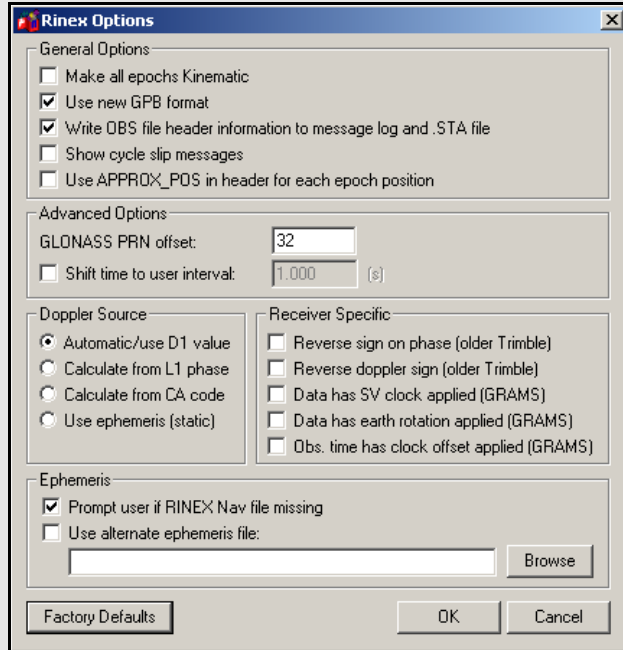 Rinex Options
General Options
Make all epochs Kinematic
Use new GPB format
Write OBS file header information to message log and .STA file
Show cycle slip messages
Use APPROX_POS in header for each epoch position
Advanced Options
GLONASS PRN offset: 32
Shift time to user interval: 1.000 (s)
Doppler Source
Automatic/use D1 value
Calculate from L1 phase
Calculate from CA code
Use ephemeris (static)
Receiver Specific
Reverse sign on phase (older Trimble)
Reverse doppler sign (older Trimble)
Data has SV clock applied (GRAMS)
Data has earth rotation applied (GRAMS)
Obs. time has clock offset applied (GRAMS)
Ephemeris
Prompt user if RINEX Nav file missing
Use alternate ephemeris file:
Browse
Factory Defaults OK Cancel